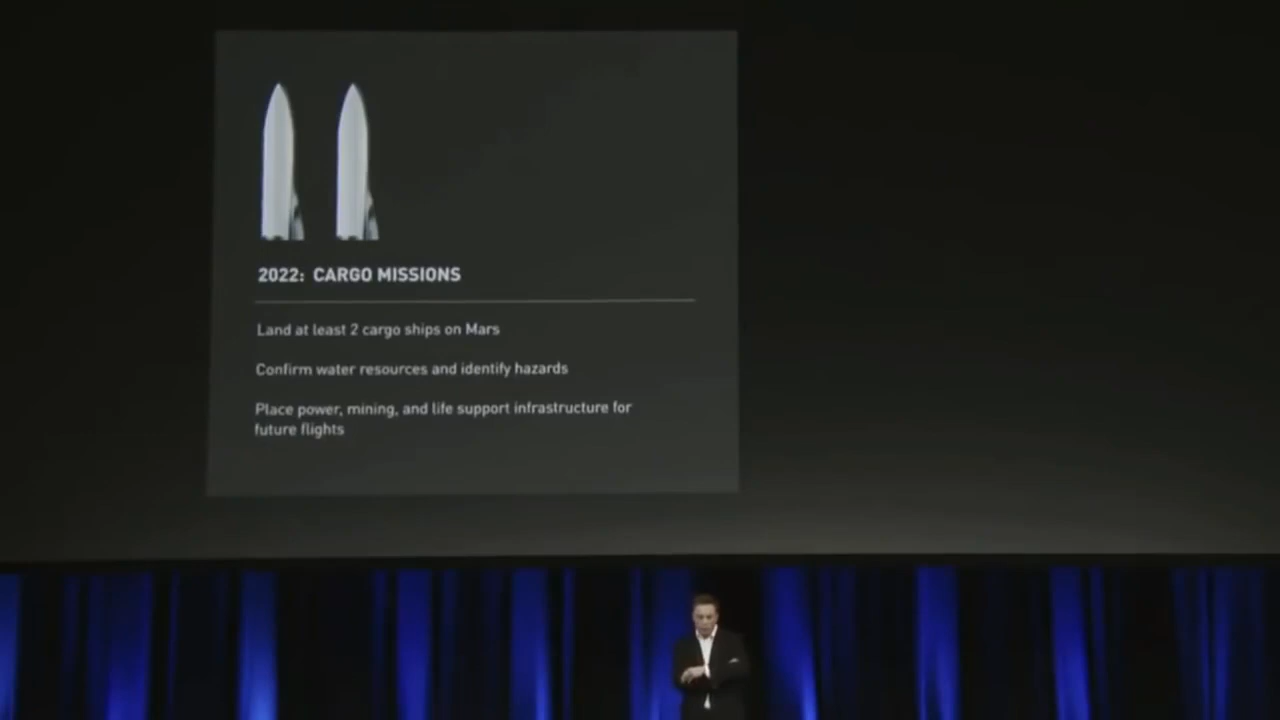 2022: CARGO MISSIONS
Land at least 2 cargo ships on Mars
Confirm water resources and identify hazards
Place power, mining, and life support infrastructure for
future flights